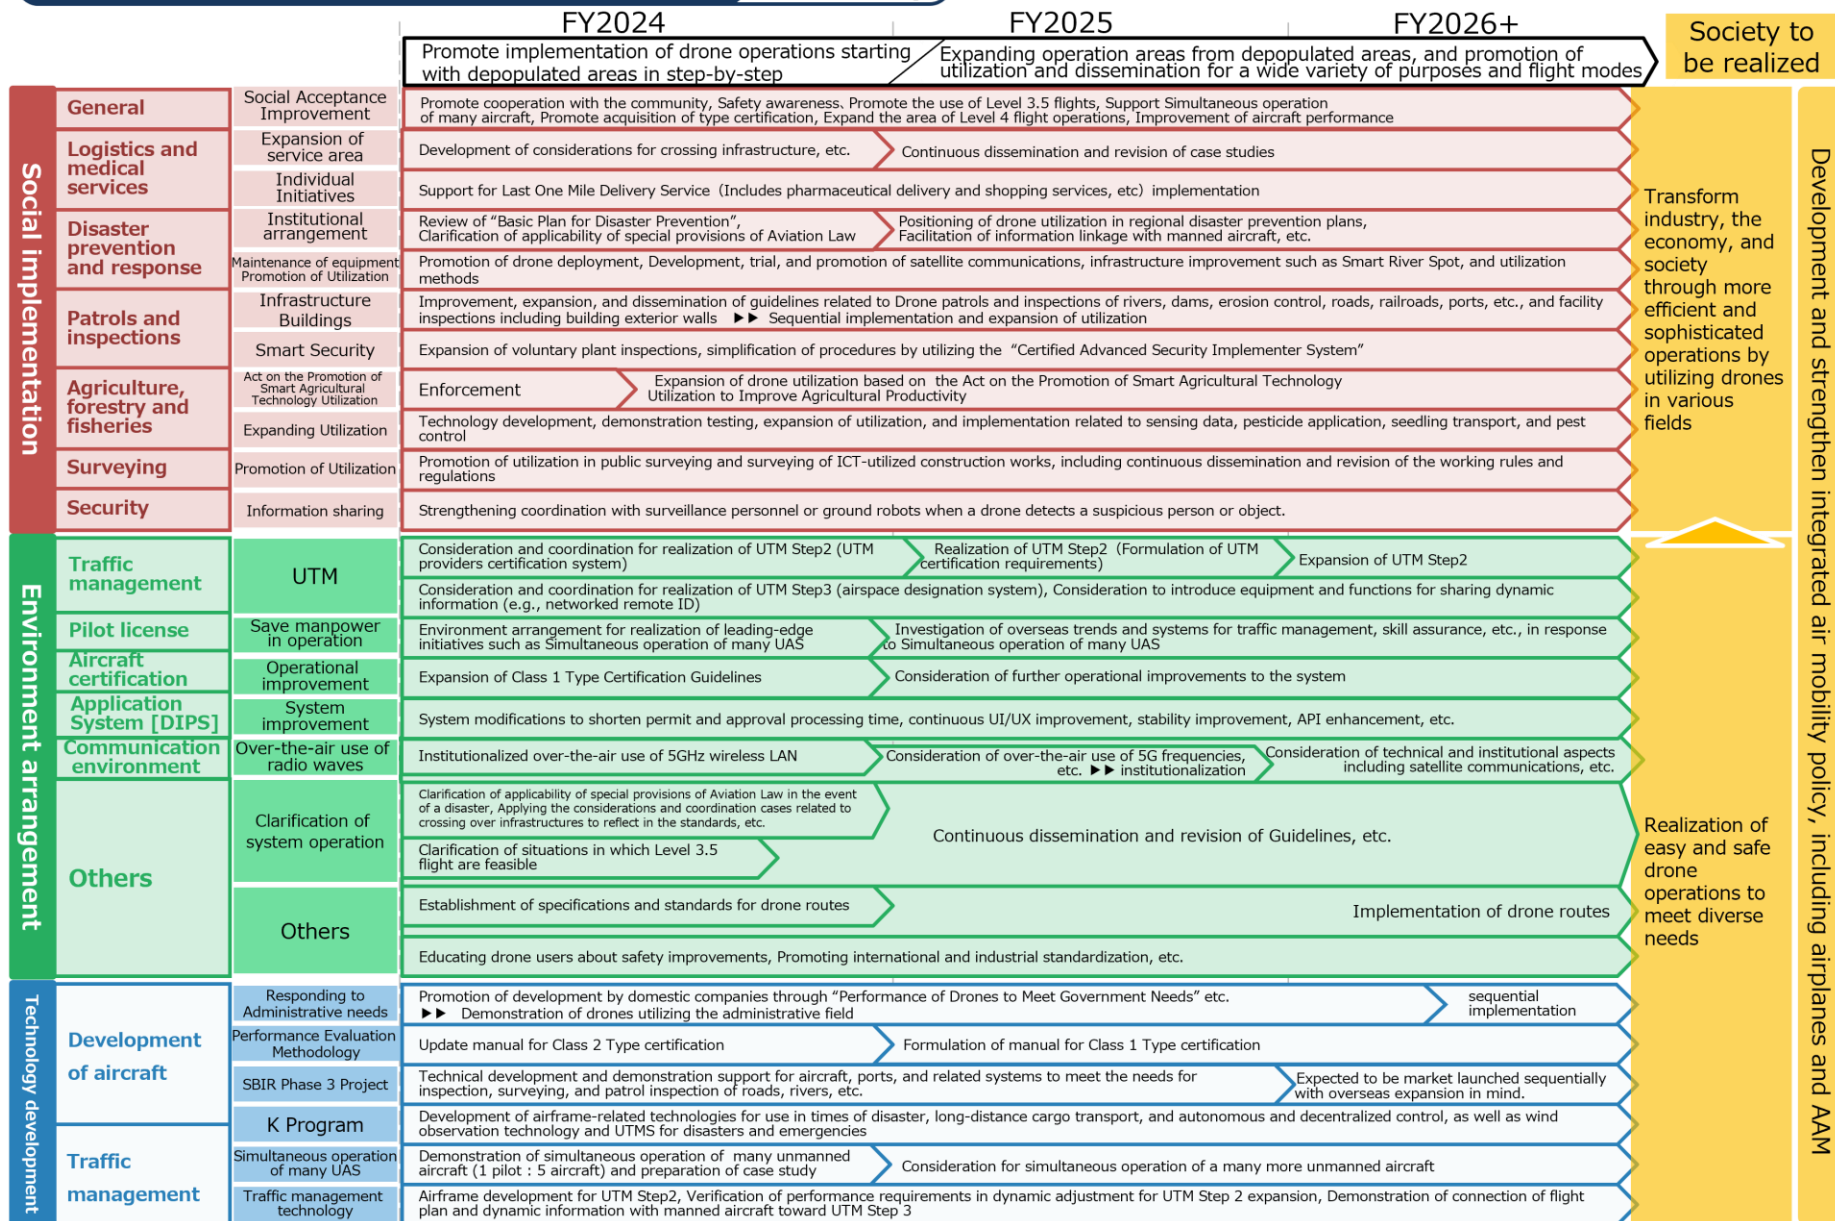 FY2024
FY2025
FY2026+
Society to
be realized
Promote implementation of drone operations starting
with depopulated areas in step-by-step
Expanding operation areas from depopulated areas, and promotion of
utilization and dissemination for a wide variety of purposes and flight modes
Social implementation
General
Social Acceptance
Improvement
Promote cooperation with the community, Safety awareness、Promote the use of Level 3.5 flights, Support Simultaneous operation
of many aircraft, Promote acquisition of type certification, Expand the area of Level 4 flight operations, Improvement of aircraft performance
Logistics and
medical
services
Expansion of
service area
Development of considerations for crossing infrastructure, etc.
Continuous dissemination and revision of case studies
Individual
Initiatives
Support for Last One Mile Delivery Service（Includes pharmaceutical delivery and shopping services, etc）implementation
Disaster
prevention
and response
Institutional
arrangement
Review of “Basic Plan for Disaster Prevention”,
Clarification of applicability of special provisions of Aviation Law
Positioning of drone utilization in regional disaster prevention plans,
Facilitation of information linkage with manned aircraft, etc.
Maintenance of equipment
Promotion of Utilization
Promotion of drone deployment, Development, trial, and promotion of satellite communications, infrastructure improvement such as Smart River Spot, and utilization
methods
Patrols and
inspections
Infrastructure
Buildings
Improvement, expansion, and dissemination of guidelines related to Drone patrols and inspections of rivers, dams, erosion control, roads, railroads, ports, etc., and facility
inspections including building exterior walls ▶▶ Sequential implementation and expansion of utilization
Smart Security
Expansion of voluntary plant inspections, simplification of procedures by utilizing the “Certified Advanced Security Implementer System”
Agriculture,
forestry and
fisheries
Act on the Promotion of
Smart Agricultural
Technology Utilization
Enforcement
Expansion of drone utilization based on the Act on the Promotion of Smart Agricultural Technology
Utilization to Improve Agricultural Productivity
Expanding Utilization
Technology development, demonstration testing, expansion of utilization, and implementation related to sensing data, pesticide application, seedling transport, and pest
control
Surveying
Promotion of Utilization
Promotion of utilization in public surveying and surveying of ICT-utilized construction works, including continuous dissemination and revision of the working rules and
regulations
Security
Information sharing
Strengthening coordination with surveillance personnel or ground robots when a drone detects a suspicious person or object.
Transform
industry, the
economy, and
society
through more
efficient and
sophisticated
operations by
utilizing drones
in various
fields
Environment arrangement
Traffic
management
UTM
Consideration and coordination for realization of UTM Step2 (UTM
providers certification system)
Realization of UTM Step2（Formulation of UTM
certification requirements)
Expansion of UTM Step2
Consideration and coordination for realization of UTM Step3 (airspace designation system), Consideration to introduce equipment and functions for sharing dynamic
information (e.g., networked remote ID)
Pilot license
Save manpower
in operation
Environment arrangement for realization of leading-edge
initiatives such as Simultaneous operation of many UAS
Investigation of overseas trends and systems for traffic management, skill assurance, etc., in response
to Simultaneous operation of many UAS
Aircraft
certification
Operational
improvement
Expansion of Class 1 Type Certification Guidelines
Consideration of further operational improvements to the system
Application
System [DIPS]
System
improvement
System modifications to shorten permit and approval processing time, continuous UI/UX improvement, stability improvement, API enhancement, etc.
Communication
environment
Over-the-air use of
radio waves
Institutionalized over-the-air use of 5GHz wireless LAN
Consideration of over-the-air use of 5G frequencies,
etc. ▶▶ institutionalization
Consideration of technical and institutional aspects
including satellite communications, etc.
Others
Clarification of
system operation
Clarification of applicability of special provisions of Aviation Law in the event
of a disaster, Applying the considerations and coordination cases related to
crossing over infrastructures to reflect in the standards, etc.
Clarification of situations in which Level 3.5
flight are feasible
Continuous dissemination and revision of Guidelines, etc.
Others
Establishment of specifications and standards for drone routes
Implementation of drone routes
Educating drone users about safety improvements, Promoting international and industrial standardization, etc.
Realization of
easy and safe
drone
operations to
meet diverse
needs
Technology development
Development
of aircraft
Responding to
Administrative needs
Promotion of development by domestic companies through “Performance of Drones to Meet Government Needs” etc.
▶▶ Demonstration of drones utilizing the administrative field
sequential
implementation
Performance Evaluation
Methodology
Update manual for Class 2 Type certification
Formulation of manual for Class 1 Type certification
SBIR Phase 3 Project
Technical development and demonstration support for aircraft, ports, and related systems to meet the needs for
inspection, surveying, and patrol inspection of roads, rivers, etc.
Expected to be market launched sequentially
with overseas expansion in mind.
K Program
Development of airframe-related technologies for use in times of disaster, long-distance cargo transport, and autonomous and decentralized control, as well as wind
observation technology and UTMS for disasters and emergencies
Traffic
management
Simultaneous operation
of many UAS
Demonstration of simultaneous operation of many unmanned
aircraft (1 pilot : 5 aircraft) and preparation of case study
Consideration for simultaneous operation of a many more unmanned aircraft
Traffic management
technology
Airframe development for UTM Step2, Verification of performance requirements in dynamic adjustment for UTM Step 2 expansion, Demonstration of connection of flight
plan and dynamic information with manned aircraft toward UTM Step 3
Development and strengthen integrated air mobility policy, including airplanes and AAM